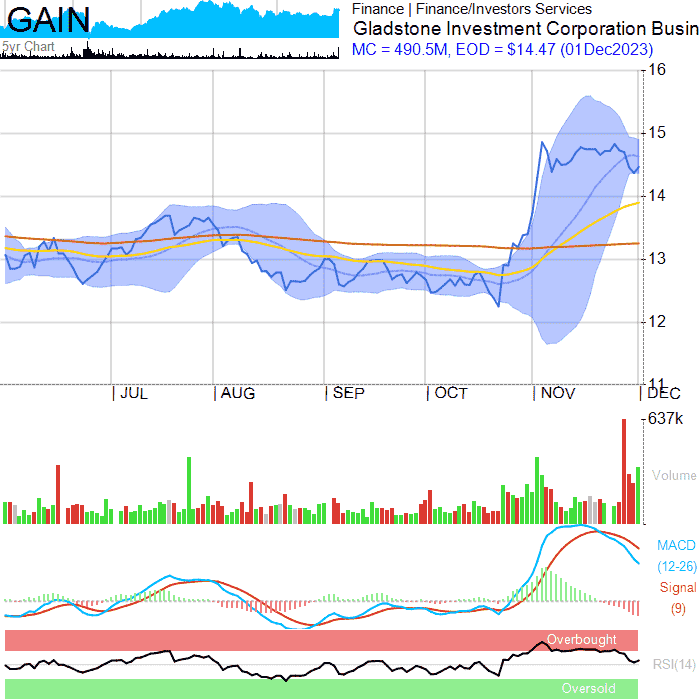 GAIN
5yr Chart
Finance | Finance/Investors Services
Gladstone Investment Corporation Busin
MC = 490.5M, EOD = $14.47 (01Dec2023)
16
15
14
13
12
11
JUL AUG SEP OCT NOV DEC
637k
Volume
MACD
(12-26)
Signal
(9)
Overbought
RSI(14)
Oversold